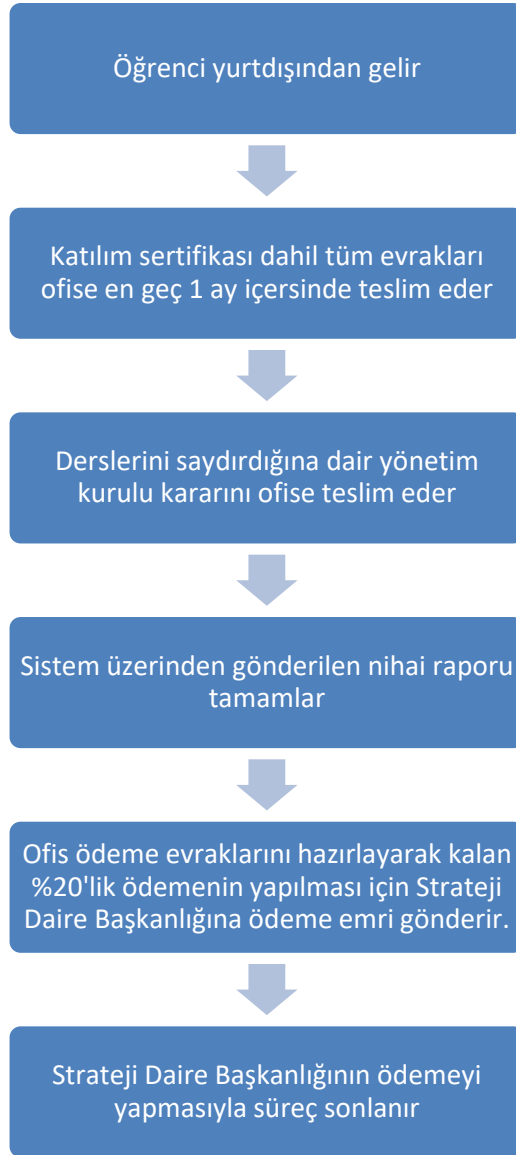 Öğrenci yurtdışından gelir
Katılım sertifikası dahil tüm evrakları
ofise en geç 1 ay içersinde teslim eder
Derslerini saydırdığına dair yönetim
kurulu kararını ofise teslim eder
Sistem üzerinden gönderilen nihai raporu
tamamlar
Ofis ödeme evraklarını hazırlayarak kalan
%20'lik ödemenin yapılması için Strateji
Daire Başkanlığına ödeme emri gönderir.
Strateji Daire Başkanlığının ödemeyi
yapmasıyla süreç sonlanır